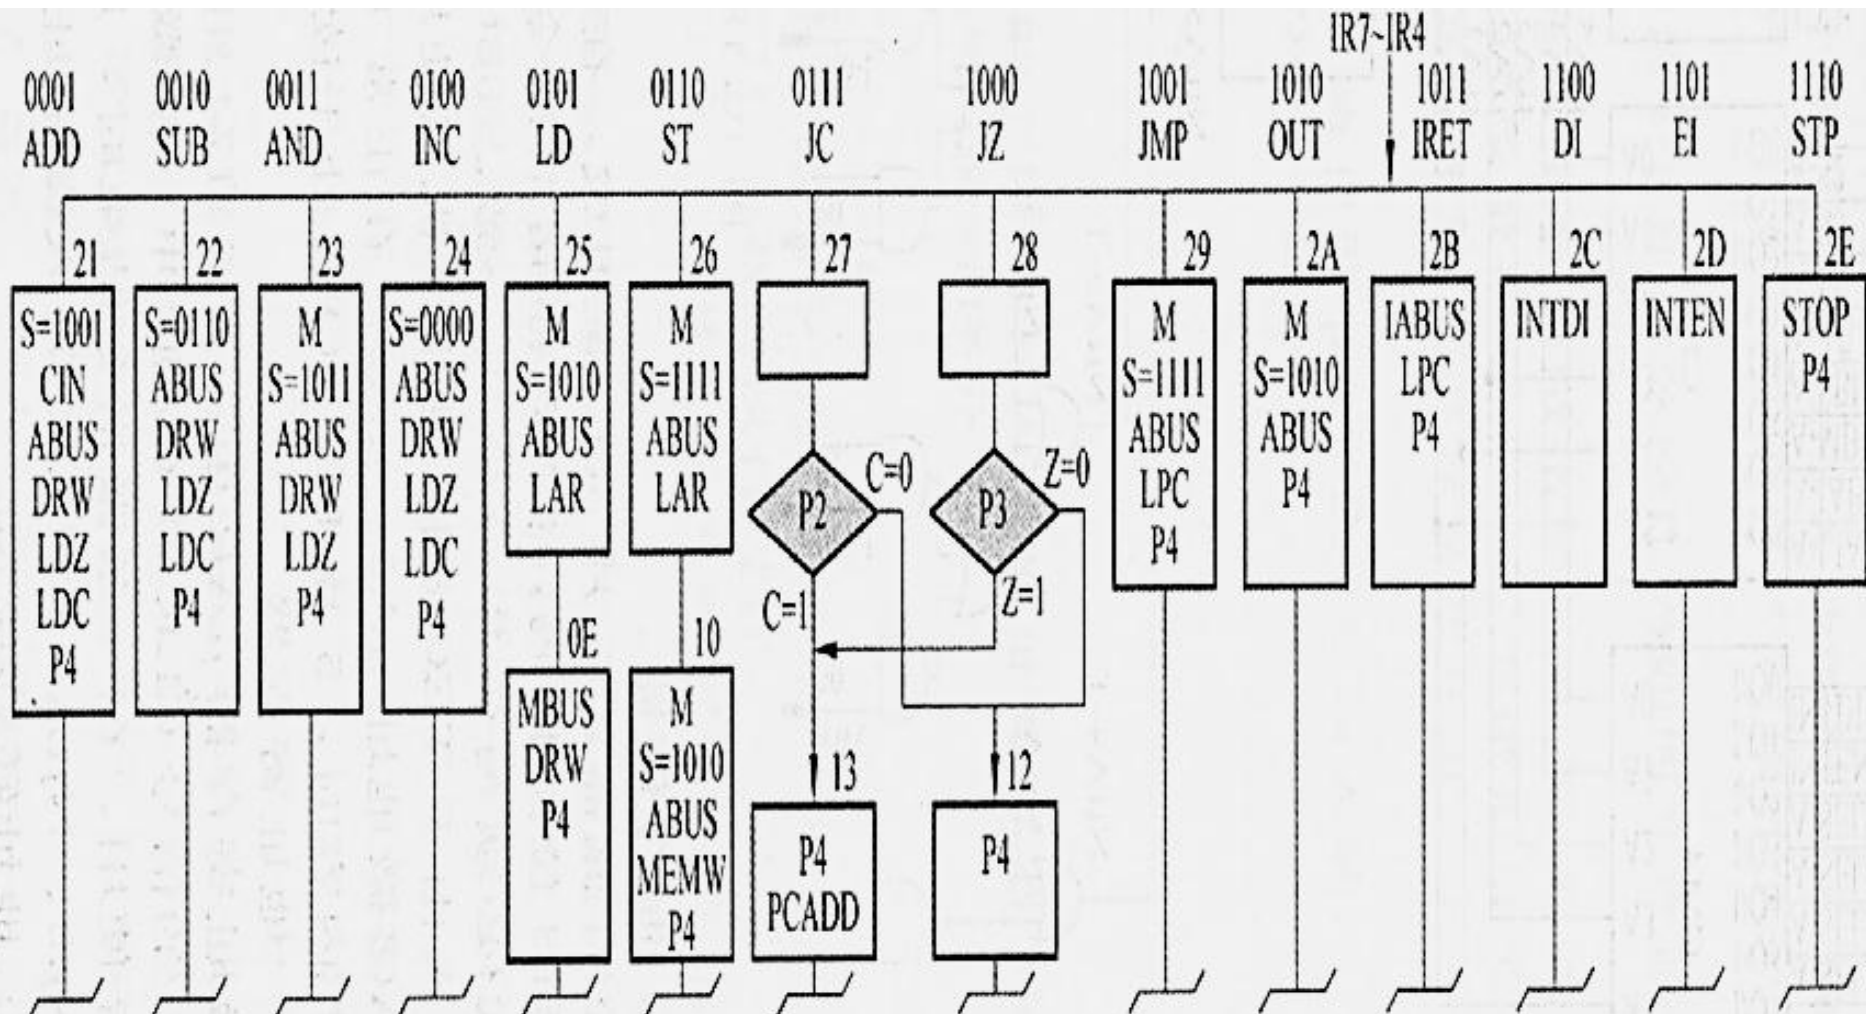 IR7~IR4
0001 0010 0011 0100 0101 0110 0111 1000 1001 1010 1011 1100 1101 1110
ADD SUB AND INC LD ST JC JZ JMP OUT IRET DI EI STP
21 22 23 24 25 26 27 28 29 2A 2B 2C 2D 2E
S=1001
CIN
ABUS
DRW
LDZ
LDC
P4
S=0110
ABUS
DRW
LDZ
LDC
P4
M
S=1011
ABUS
DRW
LDZ
P4
S=0000
ABUS
DRW
LDZ
LDC
P4
M
S=1010
ABUS
LAR
0E
MBUS
DRW
P4
M
S=1111
ABUS
LAR
10
M
S=1010
ABUS
MEMW
P4
P2
C=0
C=1
13
P4
PCADD
P3
Z=0
Z=1
12
P4
M
S=1111
ABUS
LPC
P4
M
S=1010
ABUS
P4
IABUS
LPC
P4
INTDI
INTEN
STOP
P4